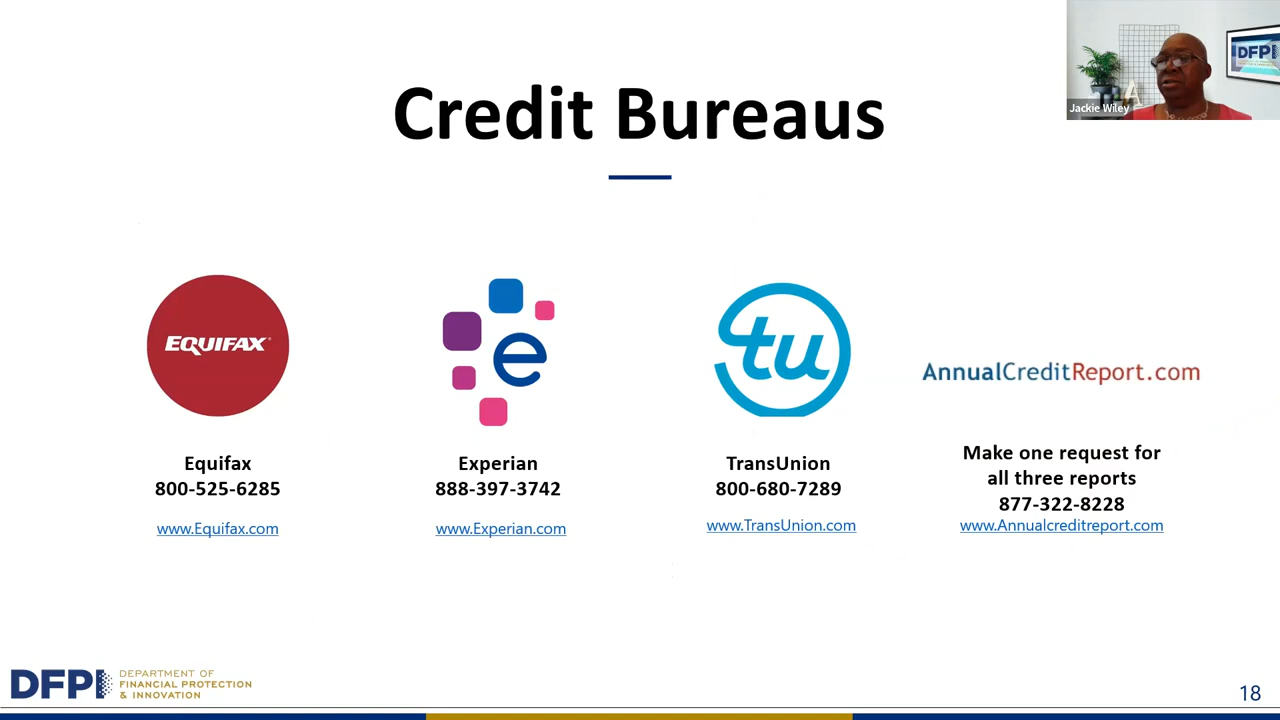 DFPI
Jackie Wiley
Credit Bureaus
EQUIFAX®
e
tu
AnnualCreditReport.com
Equifax
800-525-6285
www.Equifax.com
Experian
888-397-3742
www.Experian.com
TransUnion
800-680-7289
www.TransUnion.com
Make one request for
all three reports
877-322-8228
www.Annualcreditreport.com
DFPI
DEPARTMENT OF
FINANCIAL PROTECTION
& INNOVATION
18